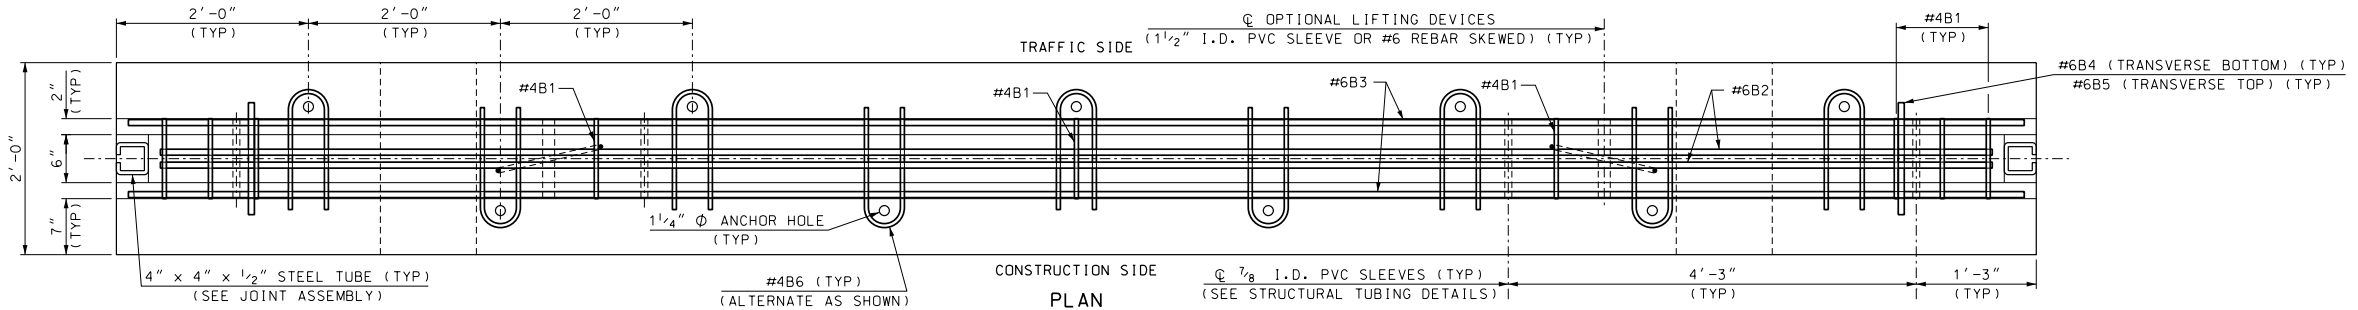 2'-0"
(TYP)
2'-0"
(TYP)
2'-0"
(TYP)
TRAFFIC SIDE
℄ OPTIONAL LIFTING DEVICES
(1 1/2" I.D. PVC SLEEVE OR #6 REBAR SKEWED) (TYP)
#4B1
(TYP)
#6B4 (TRANSVERSE BOTTOM) (TYP)
#6B5 (TRANSVERSE TOP) (TYP)
2'-0"
2"
(TYP)
6"
7"
(TYP)
#4B1
#4B1
#6B3
#4B1
#6B2
1 1/4" Ø ANCHOR HOLE
(TYP)
4" x 4" x 1/2" STEEL TUBE (TYP)
(SEE JOINT ASSEMBLY)
#4B6 (TYP)
(ALTERNATE AS SHOWN)
CONSTRUCTION SIDE
PLAN
℄ 7/8 I.D. PVC SLEEVES (TYP)
(SEE STRUCTURAL TUBING DETAILS)
4'-3"
(TYP)
1'-3"
(TYP)